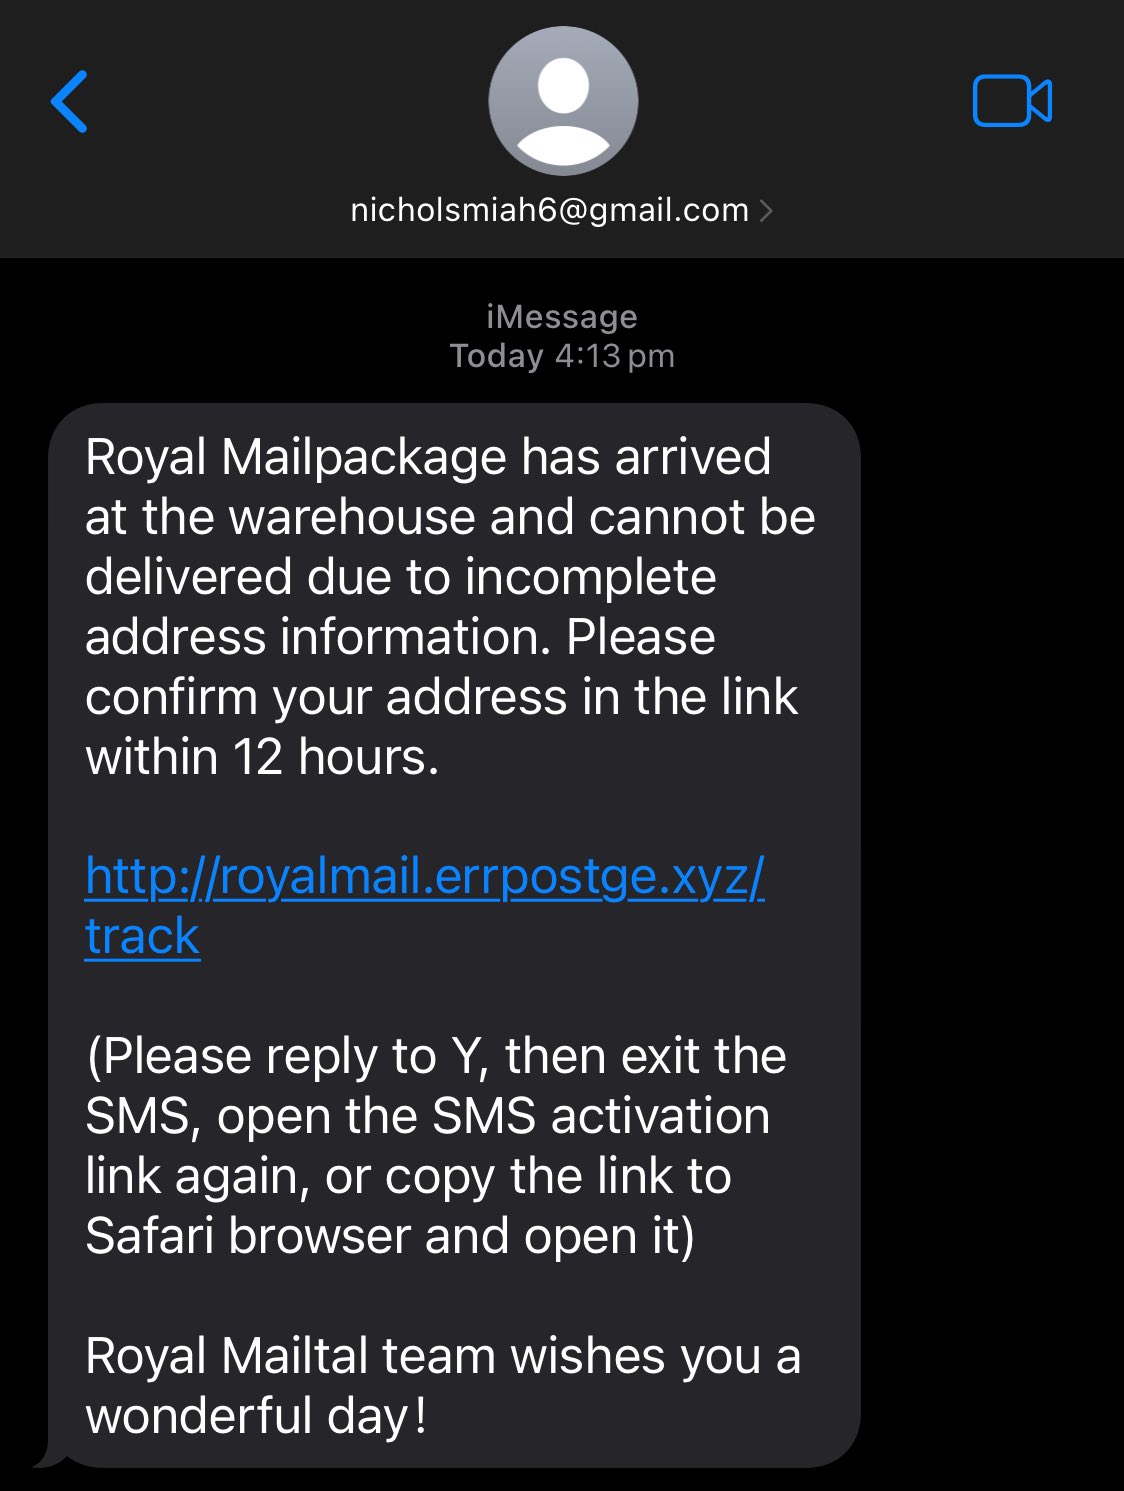 nicholsmiah6@gmail.com
iMessage
Today 4:13 pm
Royal Mailpackage has arrived
at the warehouse and cannot be
delivered due to incomplete
address information. Please
confirm your address in the link
within 12 hours.
http://royalmail.errpostge.xyz/
track
(Please reply to Y, then exit the
SMS, open the SMS activation
link again, or copy the link to
Safari browser and open it)
Royal Mailtal team wishes you a
wonderful day!